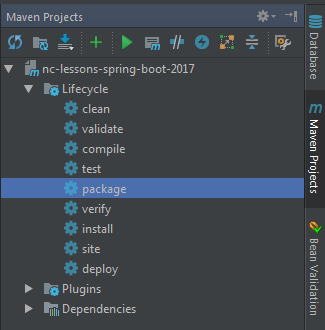 Maven Projects
nc-lessons-spring-boot-2017
Lifecycle
clean
validate
compile
test
package
verify
install
site
deploy
Plugins
Dependencies
Database
Maven Projects
Bean Validation